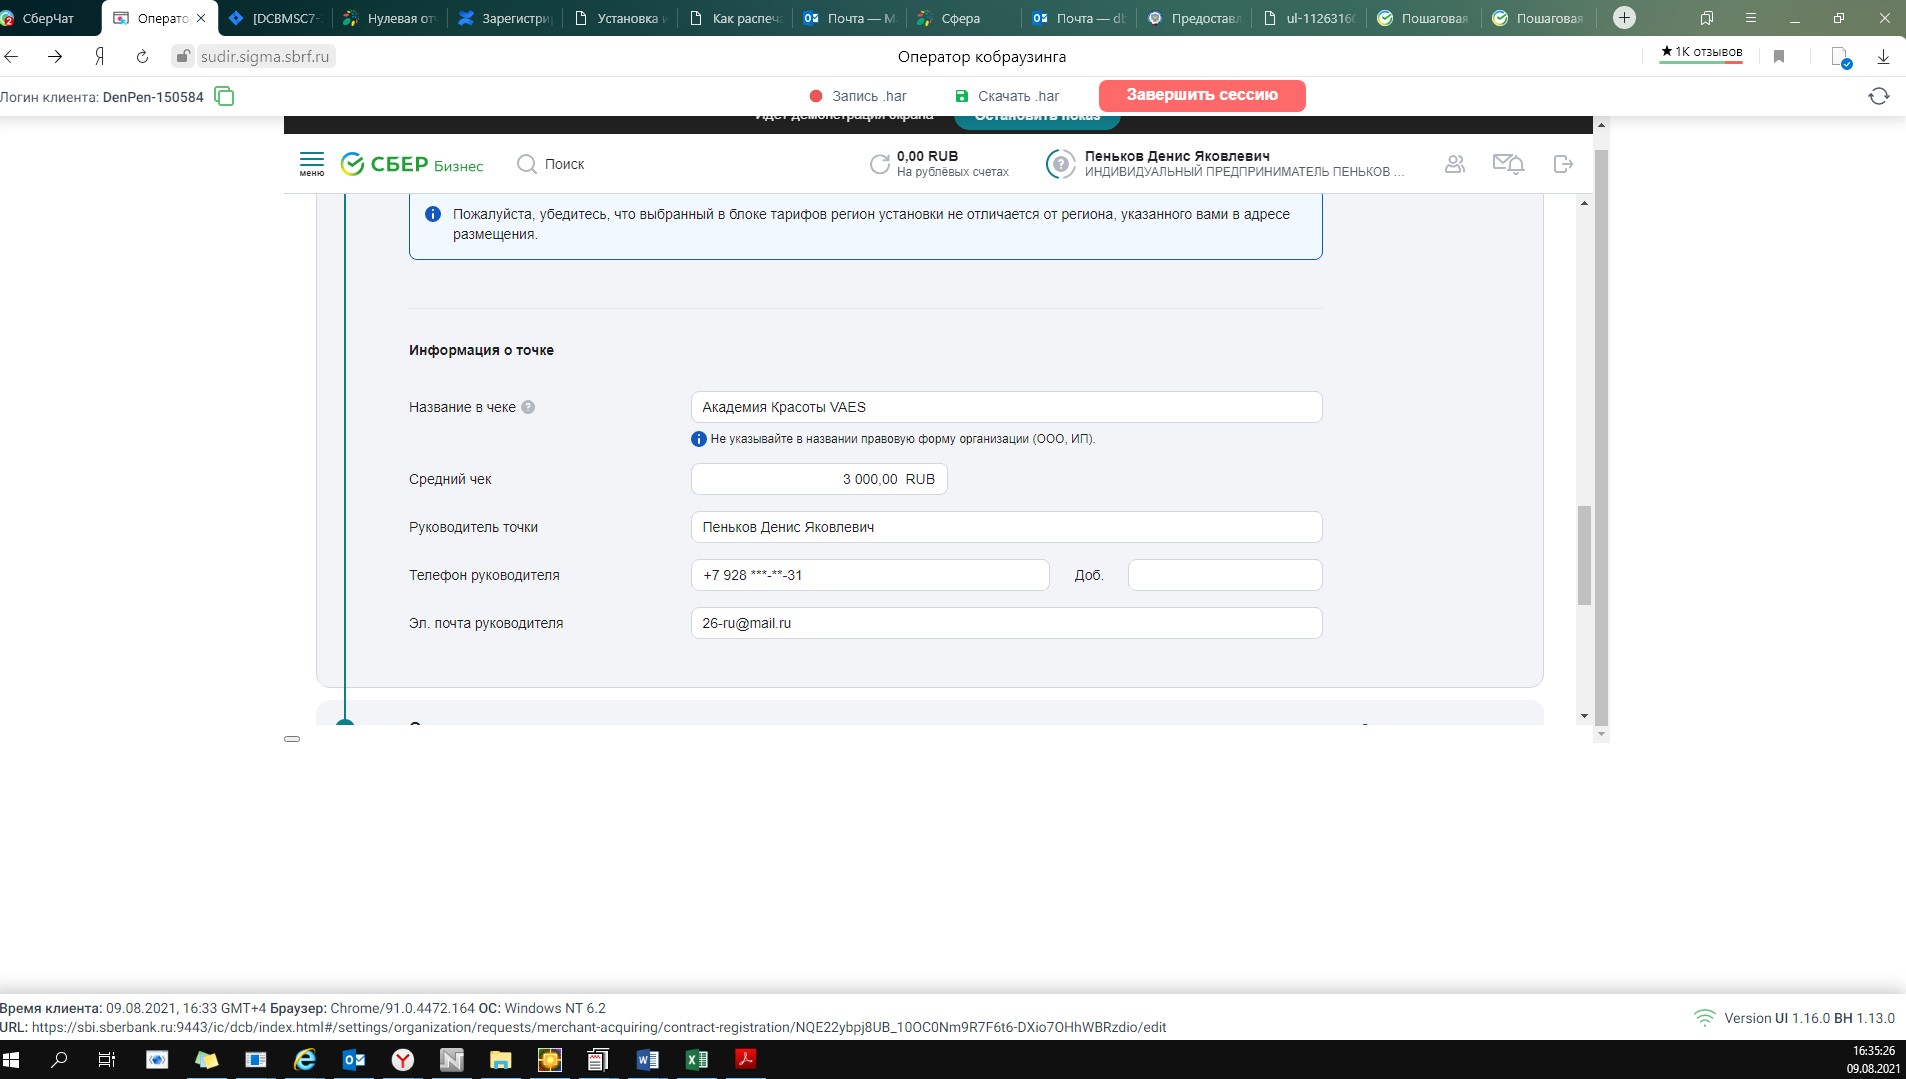 СберЧат
Операто
[DCBMSC7-
Нулевая от
Зарегистри
Установка и
Как распеча
Почта — М
Сфера
Почта — db
Предоставл
ul-1126316
Пошаговая
Пошаговая
sudir.sigma.sbrf.ru
Оператор кобраузинга
★1К отзывов
Логин клиента: DenPen-150584
Запись .har
Скачать .har
Завершить сессию
Идет демонстрация экрана
Остановить показ
меню
СБЕР Бизнес
Поиск
0,00 RUB
На рублёвых счетах
Пеньков Денис Яковлевич
ИНДИВИДУАЛЬНЫЙ ПРЕДПРИНИМАТЕЛЬ ПЕНЬКОВ ...
Пожалуйста, убедитесь, что выбранный в блоке тарифов регион установки не отличается от региона, указанного вами в адресе
размещения.
Информация о точке
Название в чеке
Академия Красоты VAES
Не указывайте в названии правовую форму организации (ООО, ИП).
Средний чек
3 000,00 RUB
Руководитель точки
Пеньков Денис Яковлевич
Телефон руководителя
+7 928 ***-**-31
Доб.
Эл. почта руководителя
26-ru@mail.ru
Время клиента: 09.08.2021, 16:33 GMT+4 Браузер: Chrome/91.0.4472.164 ОС: Windows NT 6.2
URL: https://sbi.sberbank.ru:9443/ic/dcb/index.html#/settings/organization/requests/merchant-acquiring/contract-registration/NQE22ybpj8UB_10OC0Nm9R7F6t6-DXio7OHhWBRzdio/edit
Version UI 1.16.0 BH 1.13.0
16:35:26
09.08.2021